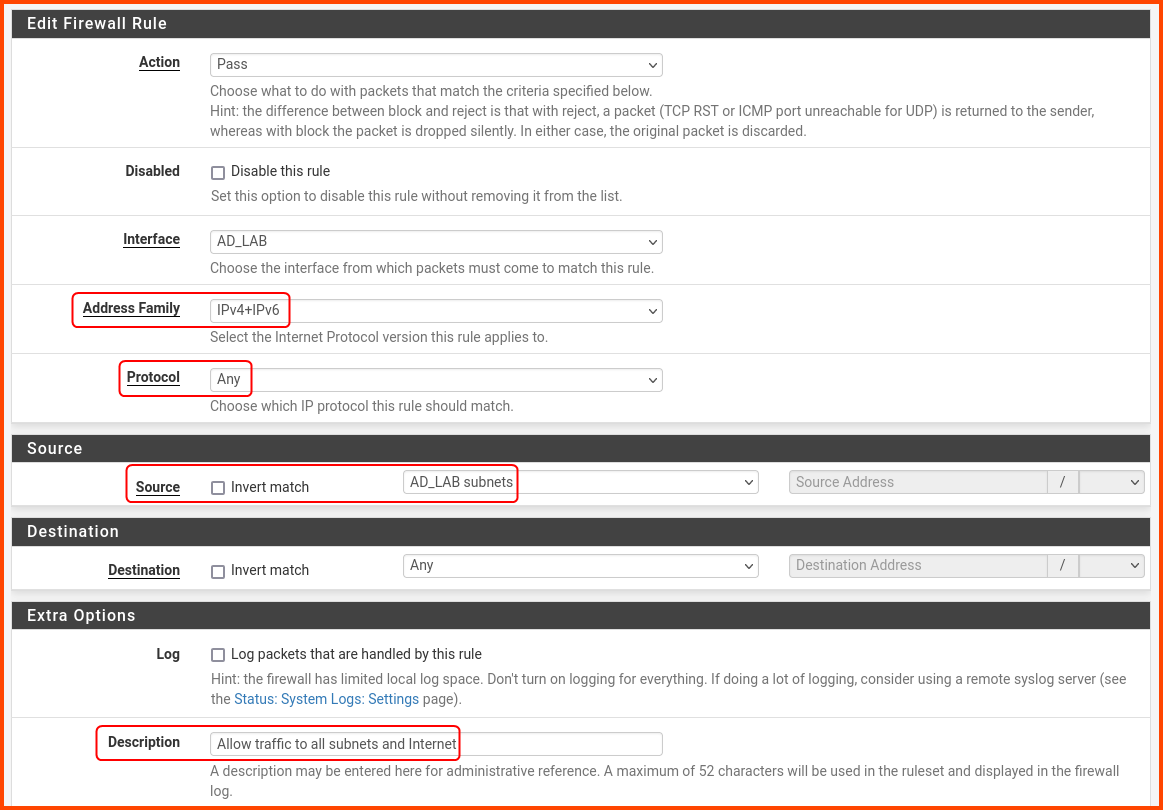 Edit Firewall Rule
Action
Pass
Choose what to do with packets that match the criteria specified below.
Hint: the difference between block and reject is that with reject, a packet (TCP RST or ICMP port unreachable for UDP) is returned to the sender,
whereas with block the packet is dropped silently. In either case, the original packet is discarded.
Disabled
Disable this rule
Set this option to disable this rule without removing it from the list.
Interface
AD_LAB
Choose the interface from which packets must come to match this rule.
Address Family
IPv4+IPv6
Select the Internet Protocol version this rule applies to.
Protocol
Any
Choose which IP protocol this rule should match.
Source
Source
Invert match
AD_LAB subnets
Source Address
/
Destination
Destination
Invert match
Any
Destination Address
/
Extra Options
Log
Log packets that are handled by this rule
Hint: the firewall has limited local log space. Don't turn on logging for everything. If doing a lot of logging, consider using a remote syslog server (see
the Status: System Logs: Settings page).
Description
Allow traffic to all subnets and Internet
A description may be entered here for administrative reference. A maximum of 52 characters will be used in the ruleset and displayed in the firewall
log.